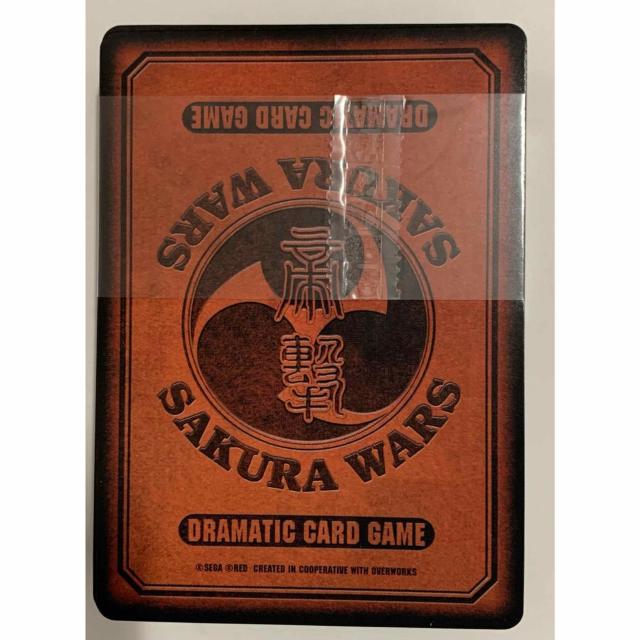 DRAMATIC CARD GAME
SAKURA WARS
帝撃
SAKURA WARS
DRAMATIC CARD GAME
©SEGA ©RED CREATED IN COOPERATIVE WITH OVERWORKS